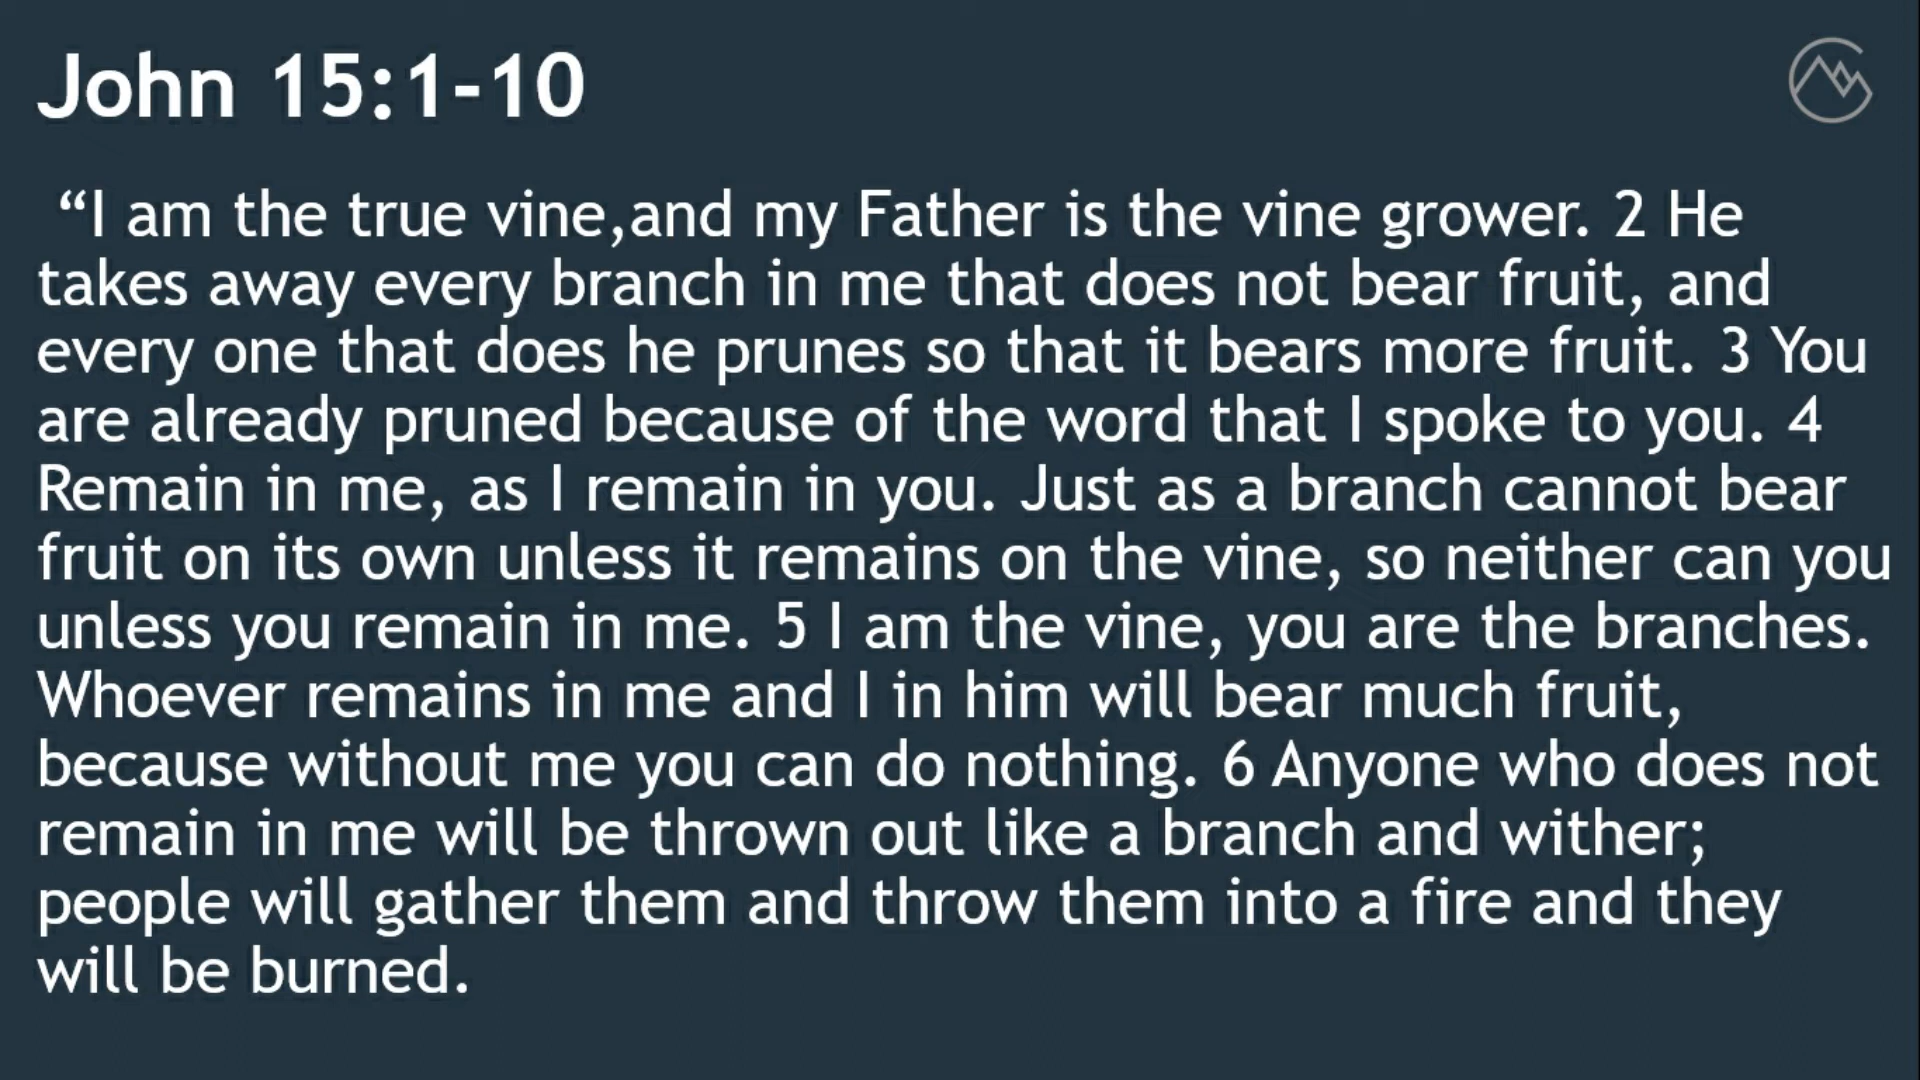 John 15:1-10
“I am the true vine,and my Father is the vine grower. 2 He
takes away every branch in me that does not bear fruit, and
every one that does he prunes so that it bears more fruit. 3 You
are already pruned because of the word that I spoke to you. 4
Remain in me, as I remain in you. Just as a branch cannot bear
fruit on its own unless it remains on the vine, so neither can you
unless you remain in me. 5 I am the vine, you are the branches.
Whoever remains in me and I in him will bear much fruit,
because without me you can do nothing. 6 Anyone who does not
remain in me will be thrown out like a branch and wither;
people will gather them and throw them into a fire and they
will be burned.